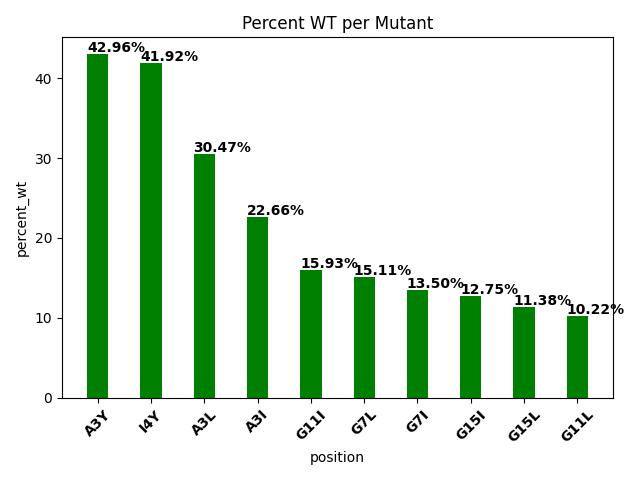 Percent WT per Mutant
42.96%
41.92%
30.47%
22.66%
15.93%
15.11%
13.50%
12.75%
11.38%
10.22%
40
30
20
10
0
percent_wt
A3Y
I4Y
A3L
A3I
G11I
G7L
G7I
G15I
G15L
G11L
position